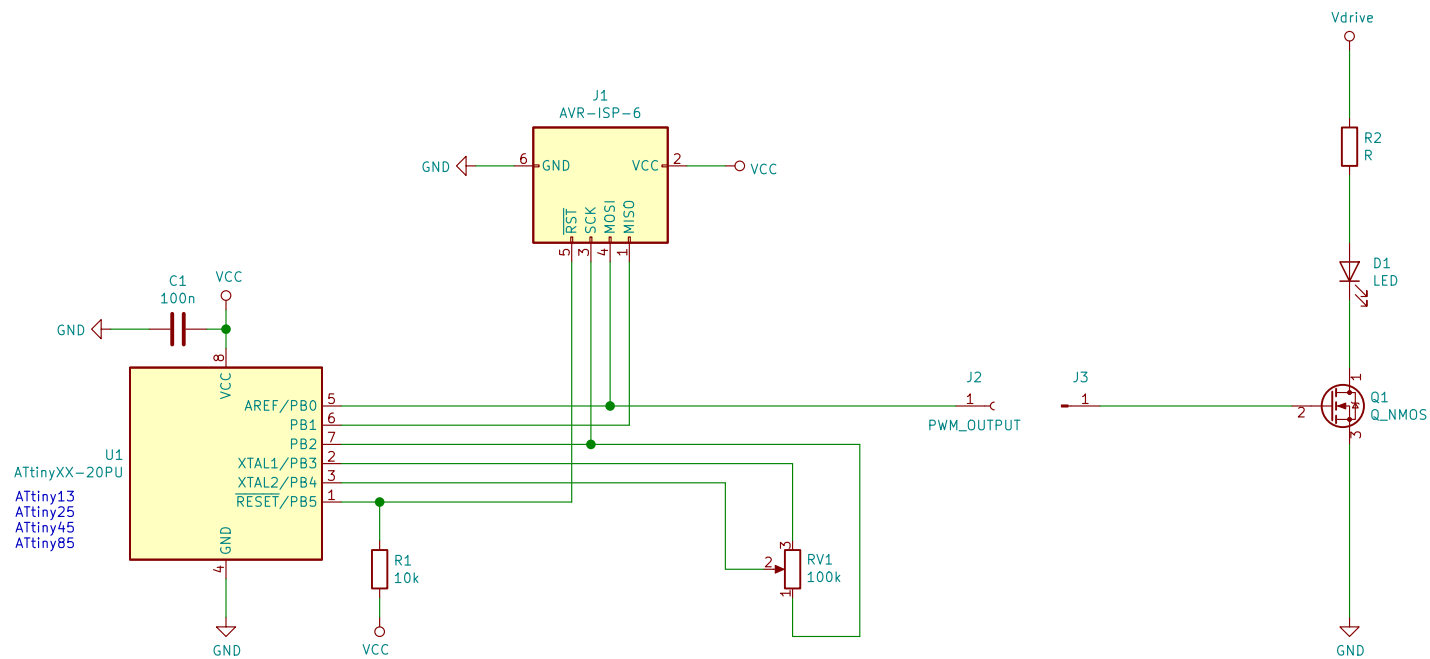 Vdrive
J1
AVR-ISP-6
R2
R
GND
6
GND
VCC
2
VCC
RST
SCK
MOSI
MISO
5
3
4
1
D1
LED
C1
100n
VCC
GND
8
VCC
AREF/PB0
5
PB1
6
PB2
7
XTAL1/PB3
2
XTAL2/PB4
3
RESET/PB5
1
GND
4
U1
ATtinyXX-20PU
ATtiny13
ATtiny25
ATtiny45
ATtiny85
J2
1
PWM_OUTPUT
J3
1
1
2
3
Q1
Q_NMOS
R1
10k
3
2
1
RV1
100k
GND
VCC
GND